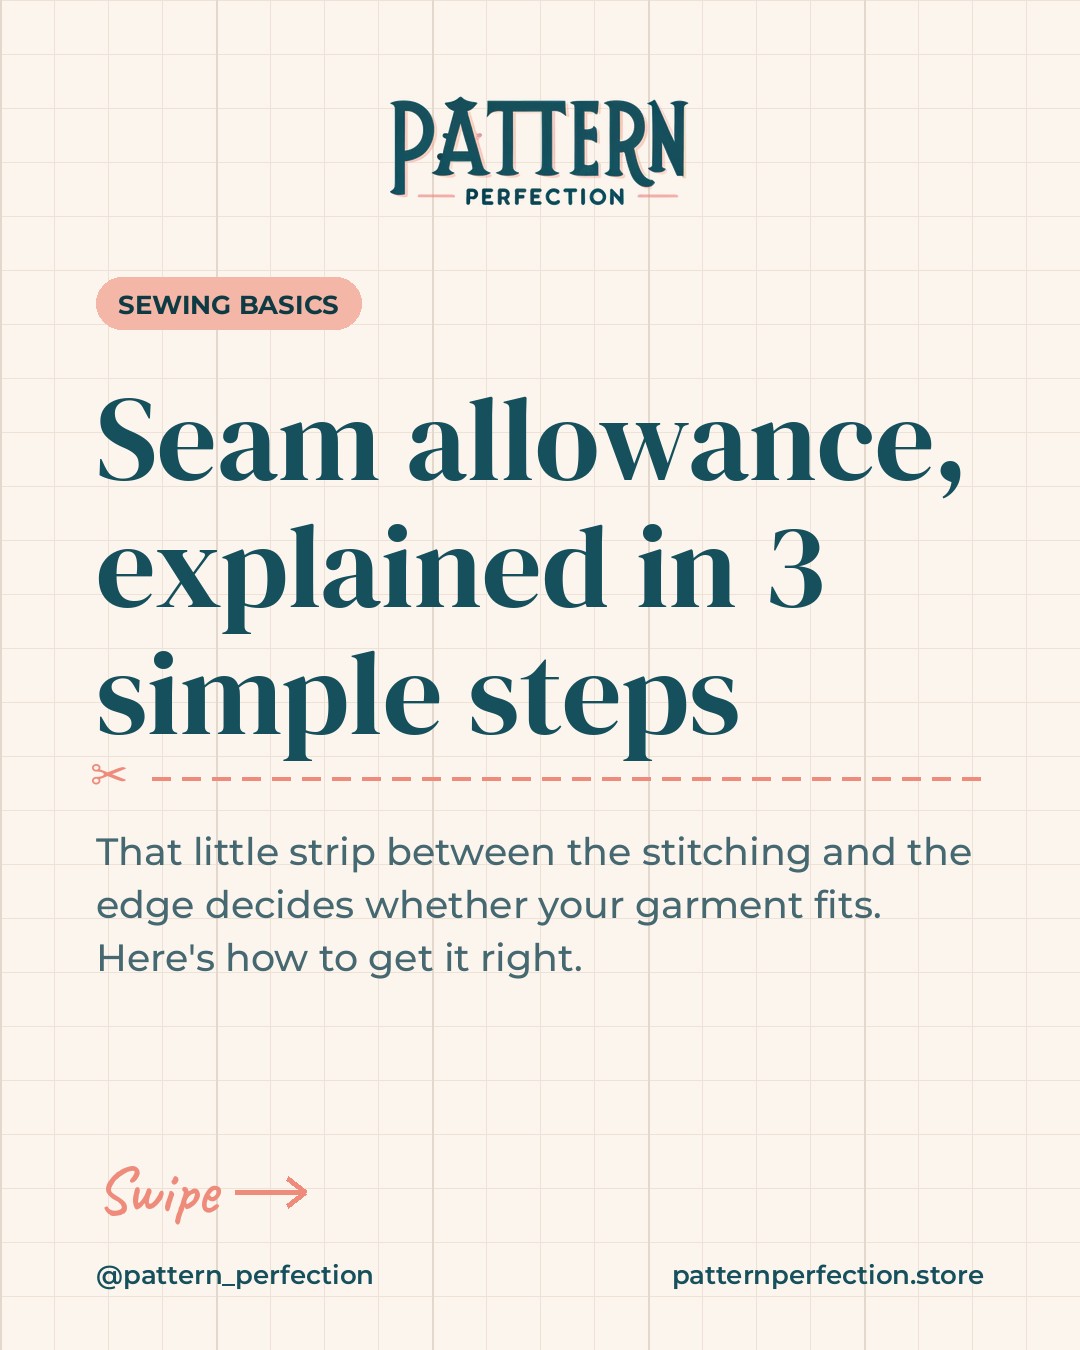 PATTERN
PERFECTION
SEWING BASICS
Seam allowance,
explained in 3
simple steps
That little strip between the stitching and the
edge decides whether your garment fits.
Here's how to get it right.
Swipe
@pattern_perfection
patternperfection.store